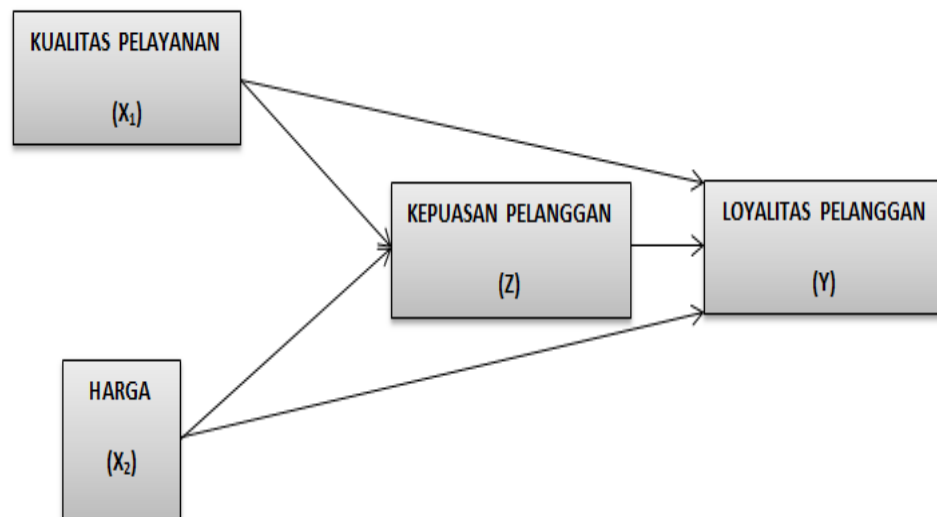 KUALITAS PELAYANAN
(X₁)
KEPUASAN PELANGGAN
(Z)
LOYALITAS PELANGGAN
(Y)
HARGA
(X₂)